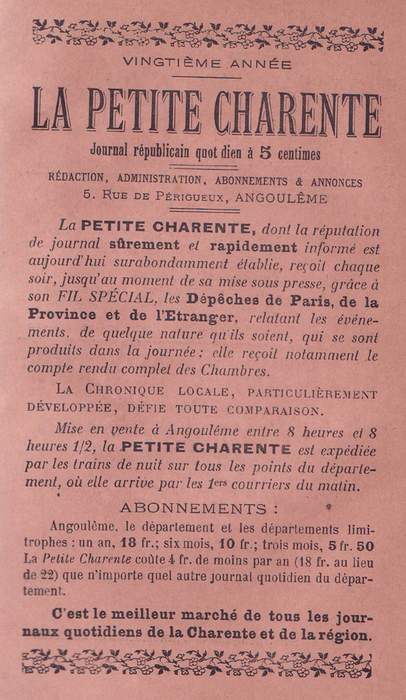 VINGTIÈME ANNÉE
LA PETITE CHARENTE
Journal républicain quot dien à 5 centimes
RÉDACTION, ADMINISTRATION, ABONNEMENTS & ANNONCES
5, RUE DE PÉRIGUEUX, ANGOULÊME
La PETITE CHARENTE, dont la réputation
de journal sûrement et rapidement informé est
aujourd'hui surabondamment établie, reçoit chaque
soir, jusqu'au moment de sa mise sous presse, grâce à
son FIL SPÉCIAL, les Dépêches de Paris, de la
Province et de l'Etranger, relatant les événe-
ments, de quelque nature qu'ils soient, qui se sont
produits dans la journée ; elle reçoit notamment le
compte rendu complet des Chambres.
LA CHRONIQUE LOCALE, PARTICULIÈREMENT
DÉVELOPPÉE, DÉFIE TOUTE COMPARAISON.
Mise en vente à Angoulême entre 8 heures et 8
heures 1/2, la PETITE CHARENTE est expédiée
par les trains de nuit sur tous les points du départe-
ment, où elle arrive par les 1ers courriers du matin.
ABONNEMENTS :
Angoulême, le département et les départements limi-
trophes : un an, 18 fr.; six mois, 10 fr.; trois mois, 5 fr. 50
La Petite Charente coûte 4 fr. de moins par an (18 fr. au lieu
de 22) que n'importe quel autre journal quotidien du dépar-
tement.
C'est le meilleur marché de tous les jour-
naux quotidiens de la Charente et de la région.